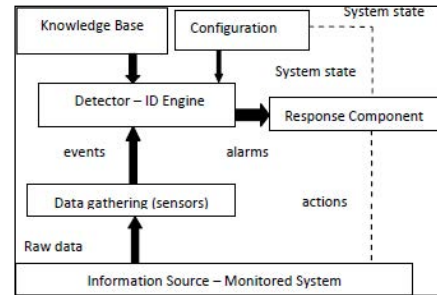 System state
Knowledge Base
Configuration
System state
Detector – ID Engine
Response Component
events
alarms
Data gathering (sensors)
actions
Raw data
Information Source – Monitored System